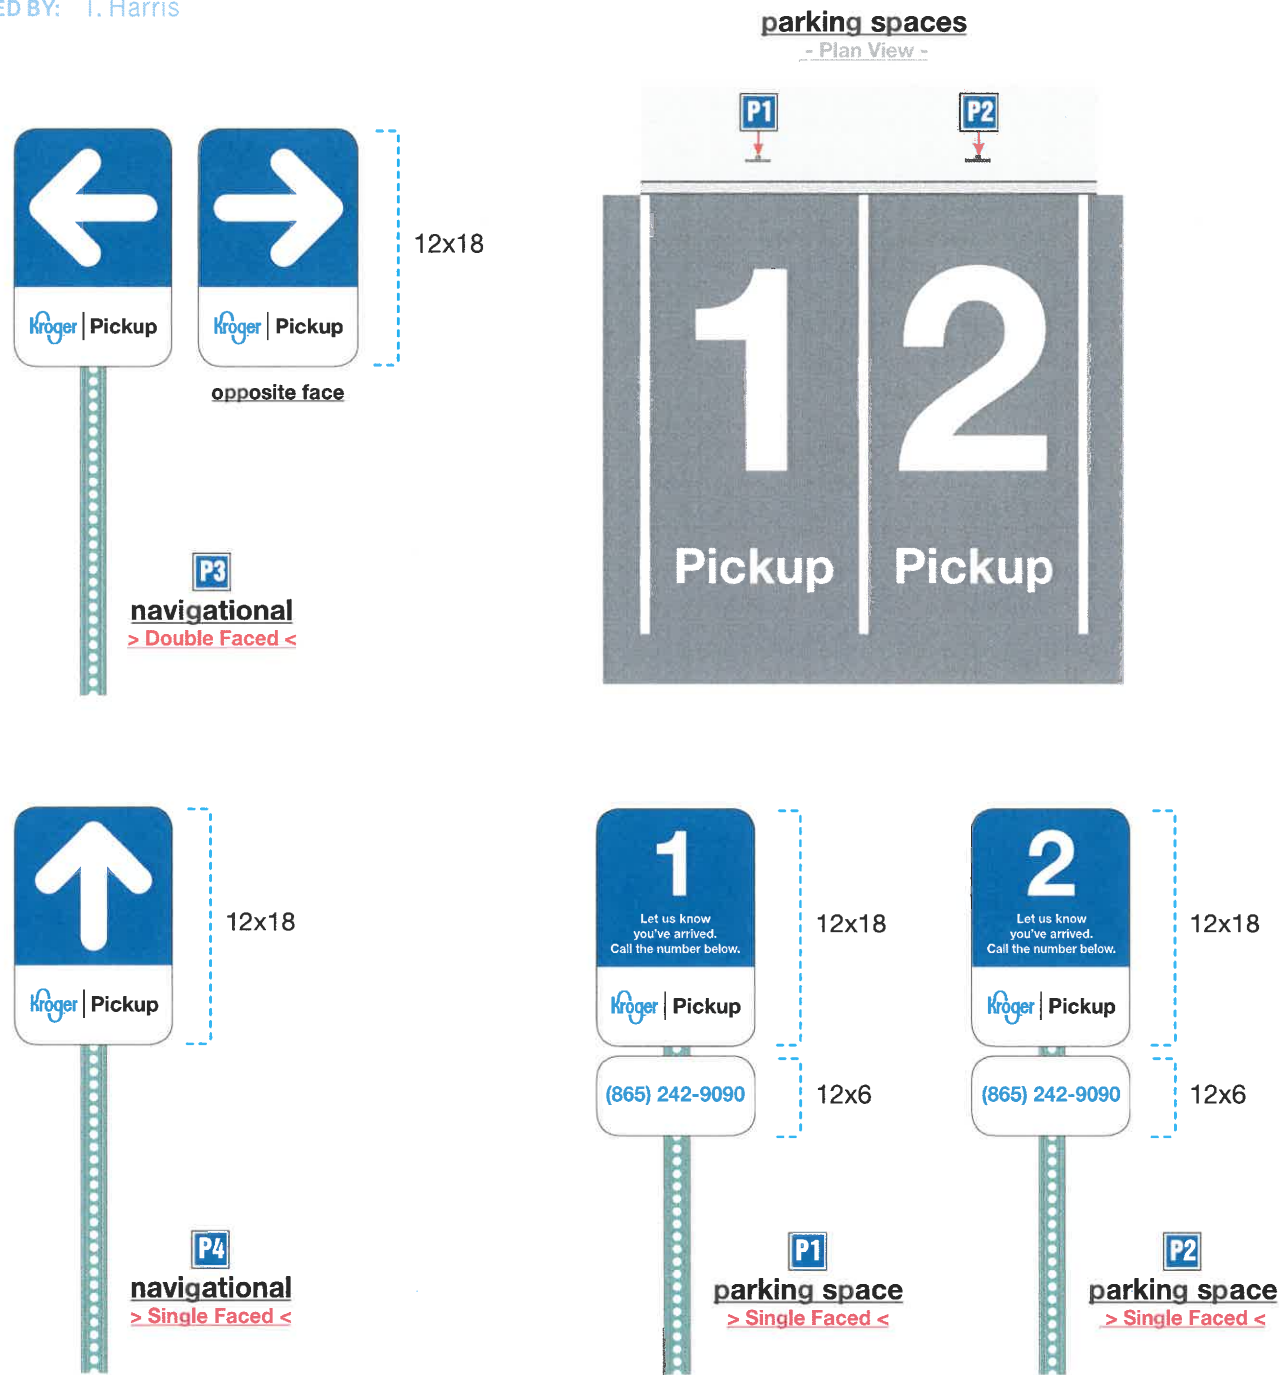 ED BY: T. Harris
parking spaces
- Plan View -
P1
P2
12x18
Kroger | Pickup
Kroger | Pickup
opposite face
1
2
Pickup
Pickup
P3
navigational
> Double Faced <
12x18
Kroger | Pickup
P4
navigational
> Single Faced <
1
Let us know
you've arrived.
Call the number below.
Kroger | Pickup
12x18
(865) 242-9090
12x6
P1
parking space
> Single Faced <
2
Let us know
you've arrived.
Call the number below.
Kroger | Pickup
12x18
(865) 242-9090
12x6
P2
parking space
> Single Faced <